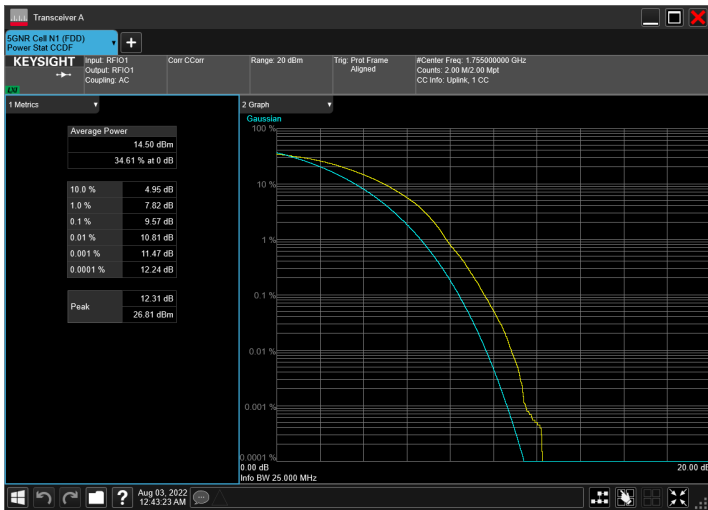 Transceiver A
5GNR Cell N1 (FDD)
Power Stat CCDF
KEYSIGHT
LXI
Input: RFIO1
Output: RFIO1
Coupling: AC
Corr CCorr
Range: 20 dBm
Trig: Prot Frame
Aligned
#Center Freq: 1.755000000 GHz
Counts: 2.00 M/2.00 Mpt
CC Info: Uplink, 1 CC
1 Metrics
Average Power
14.50 dBm
34.61 % at 0 dB
10.0 % 4.95 dB
1.0 % 7.82 dB
0.1 % 9.57 dB
0.01 % 10.81 dB
0.001 % 11.47 dB
0.0001 % 12.24 dB
Peak 12.31 dB
26.81 dBm
2 Graph
Gaussian
100 %
10 %
1 %
0.1 %
0.01 %
0.001 %
0.0001 %
0.00 dB 20.00 dB
Info BW 25.000 MHz
Aug 03, 2022
12:43:23 AM